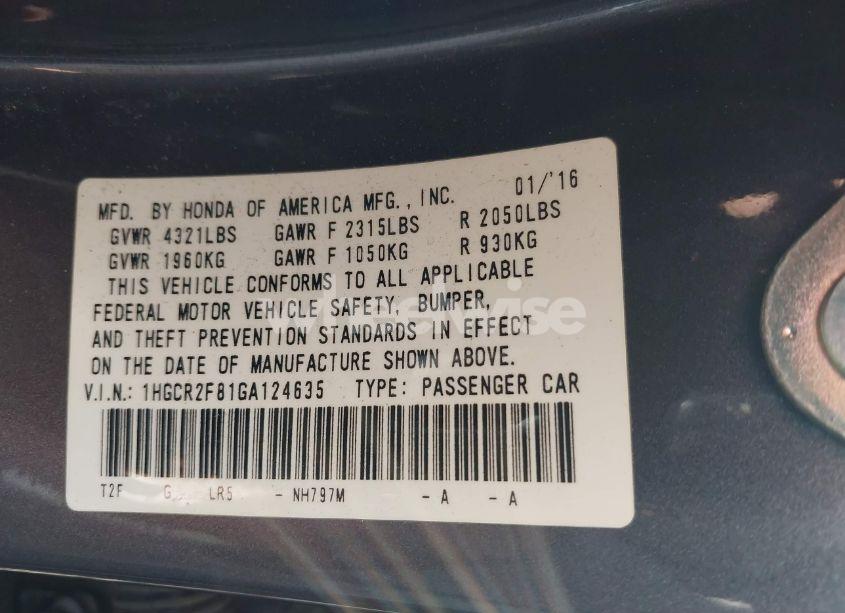 MFD. BY HONDA OF AMERICA MFG., INC. 01/'16
GVWR 4321LBS GAWR F 2315LBS R 2050LBS
GVWR 1960KG GAWR F 1050KG R 930KG
THIS VEHICLE CONFORMS TO ALL APPLICABLE
FEDERAL MOTOR VEHICLE SAFETY, BUMPER,
AND THEFT PREVENTION STANDARDS IN EFFECT
ON THE DATE OF MANUFACTURE SHOWN ABOVE.
V.I.N.: 1HGCR2F81GA124635 TYPE: PASSENGER CAR
T2F G LR5 - NH797M - A - A